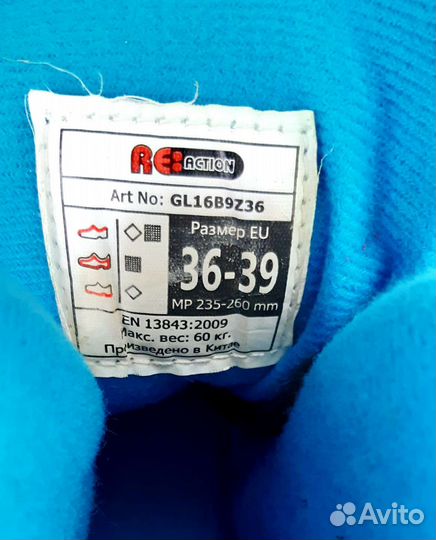 RE:ACTION
Art No: GL16B9Z36
Размер EU
36-39
MP 235-260 mm
EN 13843:2009
Макс. вес: 60 кг.
Произведено в Китае
Avito